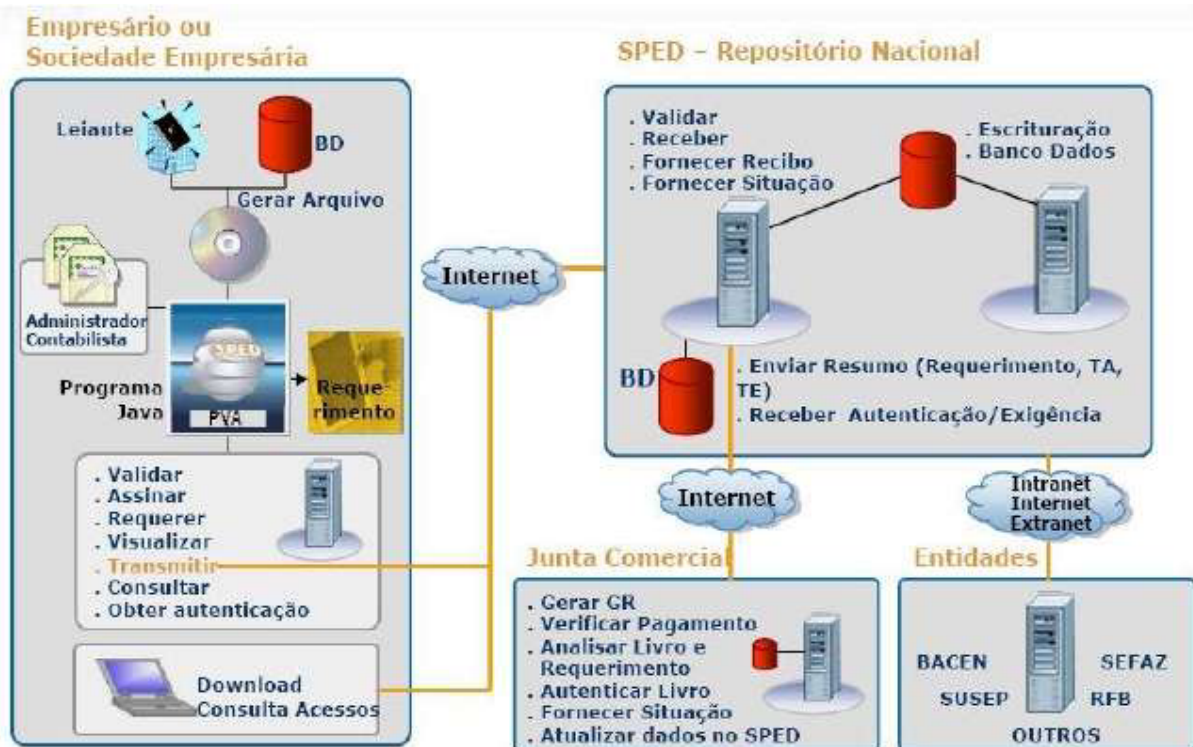 Empresário ou
Sociedade Empresária
Leiaute
BD
Gerar Arquivo
Administrador
Contabilista
SPED
Programa
Java
PVA
Reque-
rimento
. Validar
. Assinar
. Requerer
. Visualizar
. Transmitir
. Consultar
. Obter autenticação
Download
Consulta Acessos
Internet
SPED – Repositório Nacional
. Validar
. Receber
. Fornecer Recibo
. Fornecer Situação
. Escrituração
. Banco Dados
BD
. Enviar Resumo (Requerimento, TA,
TE)
. Receber Autenticação/Exigência
Internet
Intranet
Internet
Extranet
Junta Comercial
. Gerar GR
. Verificar Pagamento
. Analisar Livro e
Requerimento
. Autenticar Livro
. Fornecer Situação
. Atualizar dados no SPED
Entidades
BACEN
SEFAZ
SUSEP
RFB
OUTROS